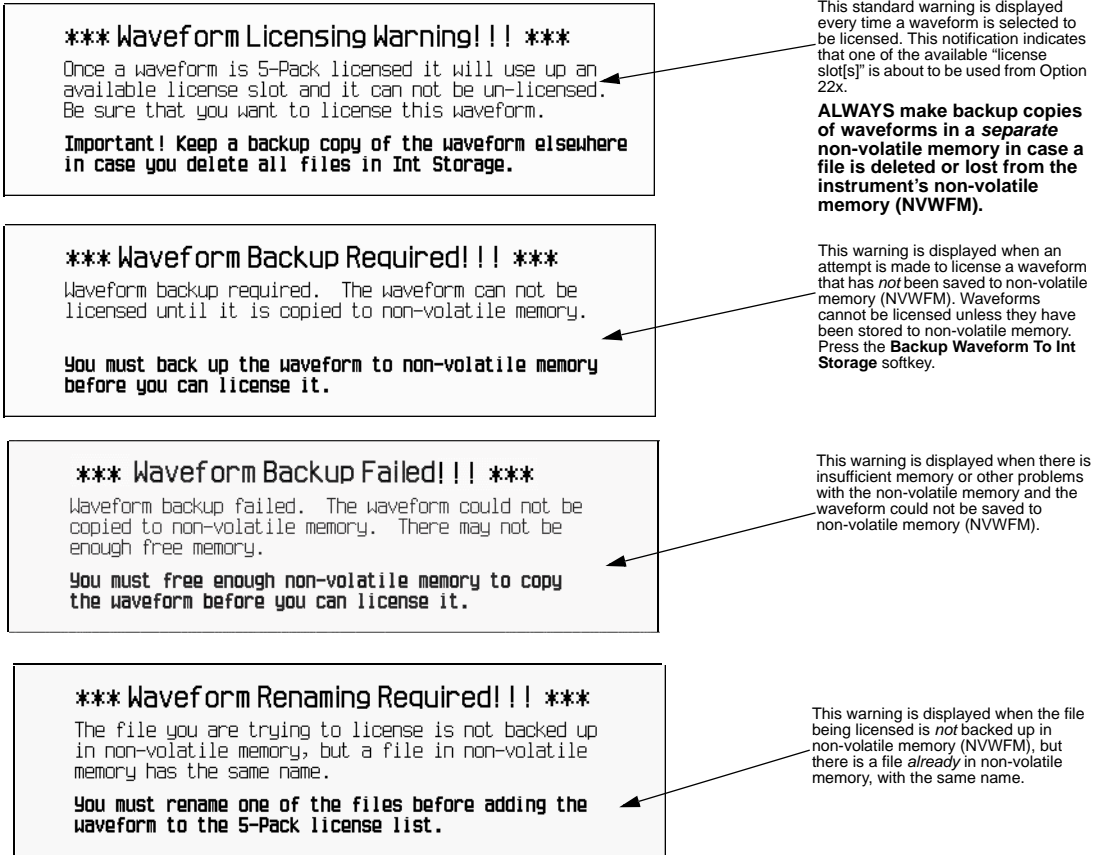 *** Waveform Licensing Warning!!! ***
Once a waveform is 5-Pack licensed it will use up an
available license slot and it can not be un-licensed.
Be sure that you want to license this waveform.
Important! Keep a backup copy of the waveform elsewhere
in case you delete all files in Int Storage.
This standard warning is displayed
every time a waveform is selected to
be licensed. This notification indicates
that one of the available “license
slot[s]” is about to be used from Option
22x.
ALWAYS make backup copies
of waveforms in a separate
non-volatile memory in case a
file is deleted or lost from the
instrument’s non-volatile
memory (NVWFM).
*** Waveform Backup Required!!! ***
Waveform backup required. The waveform can not be
licensed until it is copied to non-volatile memory.
You must back up the waveform to non-volatile memory
before you can license it.
This warning is displayed when an
attempt is made to license a waveform
that has not been saved to non-volatile
memory (NVWFM). Waveforms
cannot be licensed unless they have
been stored to non-volatile memory.
Press the Backup Waveform To Int
Storage softkey.
*** Waveform Backup Failed!!! ***
Waveform backup failed. The waveform could not be
copied to non-volatile memory. There may not be
enough free memory.
You must free enough non-volatile memory to copy
the waveform before you can license it.
This warning is displayed when there is
insufficient memory or other problems
with the non-volatile memory and the
waveform could not be saved to
non-volatile memory (NVWFM).
*** Waveform Renaming Required!!! ***
The file you are trying to license is not backed up
in non-volatile memory, but a file in non-volatile
memory has the same name.
You must rename one of the files before adding the
waveform to the 5-Pack license list.
This warning is displayed when the file
being licensed is not backed up in
non-volatile memory (NVWFM), but
there is a file already in non-volatile
memory, with the same name.